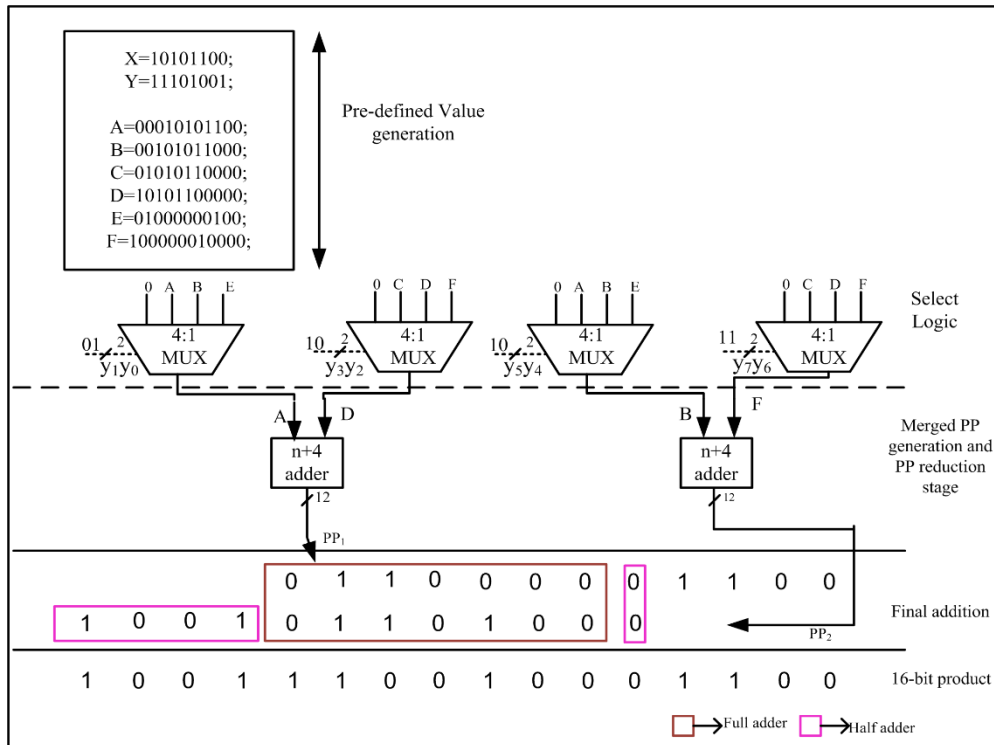 X=10101100;
Y=11101001;
A=00010101100;
B=00101011000;
C=01010110000;
D=10101100000;
E=01000000100;
F=100000010000;
Pre-defined Value
generation
0 A B E
0 C D F
0 A B E
0 C D F
Select
Logic
01 2
4:1
MUX
y1y0
10 2
4:1
MUX
y3y2
10 2
4:1
MUX
y5y4
11 2
4:1
MUX
y7y6
A D
B F
n+4
adder
n+4
adder
Merged PP
generation and
PP reduction
stage
12
12
PP1
0 1 1 0 0 0 0 0 1 1 0 0
1 0 0 1 0 1 1 0 1 0 0 0
PP2
Final addition
1 0 0 1 1 1 0 0 1 0 0 0 1 1 0 0
16-bit product
Full adder
Half adder